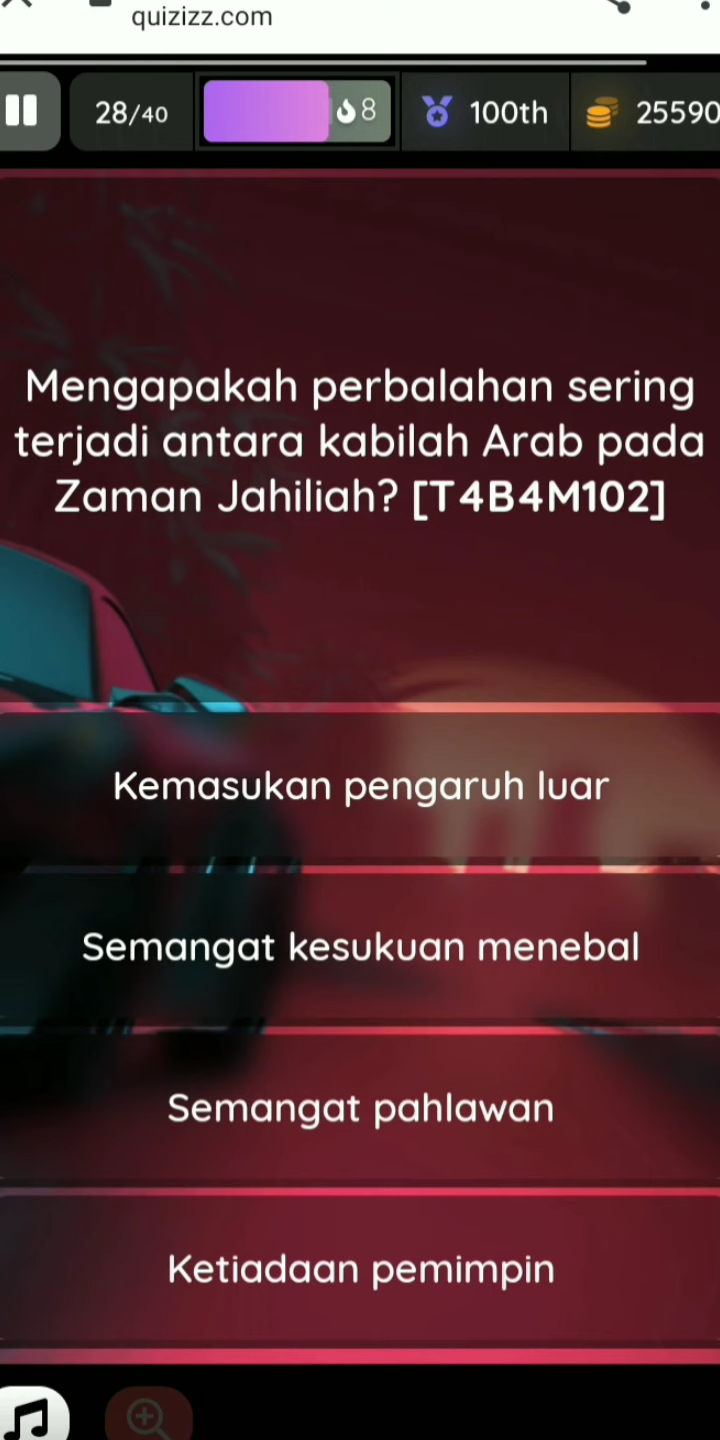 quizizz.com
28/40
8
100th
25590
Mengapakah perbalahan sering
terjadi antara kabilah Arab pada
Zaman Jahiliah? [T4B4M102]
Kemasukan pengaruh luar
Semangat kesukuan menebal
Semangat pahlawan
Ketiadaan pemimpin